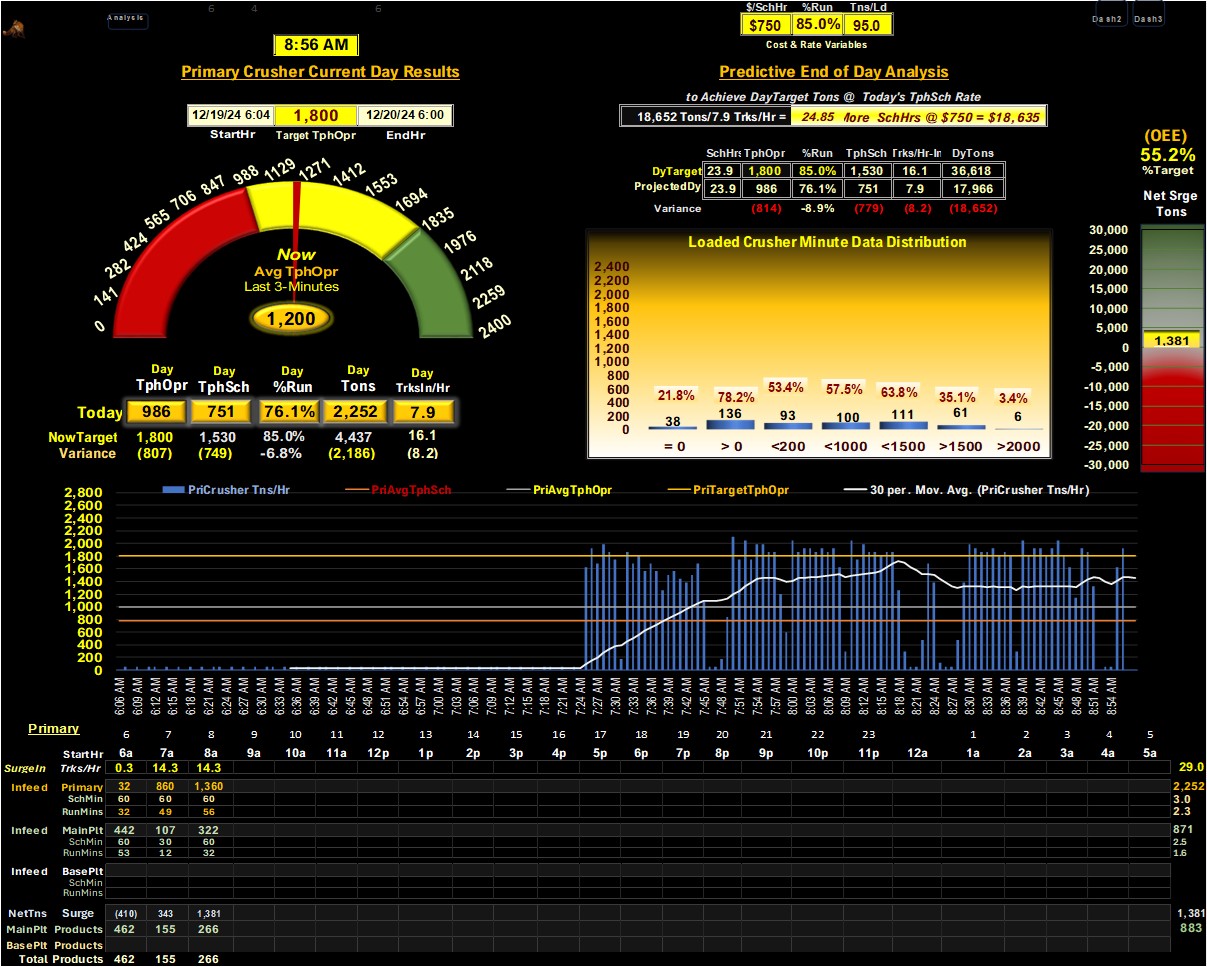 6 4 6
Analysis
$/SchHr %Run Tns/Ld
$750 85.0% 95.0
Cost & Rate Variables
Dash2 Dash3
8:56 AM
Primary Crusher Current Day Results
12/19/24 6:04 1,800 12/20/24 6:00
StartHr Target TphOpr EndHr
0 141 282 424 565 706 847 988 1129 1271 1412 1553 1694 1835 1976 2118 2259 2400
Now
Avg TphOpr
Last 3-Minutes
1,200
Day Day Day Day Day
TphOpr TphSch %Run Tons TrksIn/Hr
Today 986 751 76.1% 2,252 7.9
NowTarget 1,800 1,530 85.0% 4,437 16.1
Variance (807) (749) -6.8% (2,186) (8.2)
Predictive End of Day Analysis
to Achieve DayTarget Tons @ Today's TphSch Rate
18,652 Tons/7.9 Trks/Hr = 24.85 More SchHrs @ $750 = $18,635
SchHrs TphOpr %Run TphSch Trks/Hr-In DyTons
DyTarget 23.9 1,800 85.0% 1,530 16.1 36,618
ProjectedDy 23.9 986 76.1% 751 7.9 17,966
Variance (814) -8.9% (779) (8.2) (18,652)
Loaded Crusher Minute Data Distribution
2,400
2,200
2,000
1,800
1,600
1,400
1,200
1,000
800
600
400
200
0
21.8% 78.2% 53.4% 57.5% 63.8% 35.1% 3.4%
38 136 93 100 111 61 6
= 0 > 0 <200 <1000 <1500 >1500 >2000
(OEE)
55.2%
%Target
Net Srge
Tons
30,000
25,000
20,000
15,000
10,000
5,000
0
-5,000
-10,000
-15,000
-20,000
-25,000
-30,000
1,381
PriCrusher Tns/Hr PriAvgTphSch PriAvgTphOpr PriTargetTphOpr 30 per. Mov. Avg. (PriCrusher Tns/Hr)
2,800
2,600
2,400
2,200
2,000
1,800
1,600
1,400
1,200
1,000
800
600
400
200
0
6:06 AM 6:09 AM 6:12 AM 6:15 AM 6:18 AM 6:21 AM 6:24 AM 6:27 AM 6:30 AM 6:33 AM 6:36 AM 6:39 AM 6:42 AM 6:45 AM 6:48 AM 6:51 AM 6:54 AM 6:57 AM 7:00 AM 7:03 AM 7:06 AM 7:09 AM 7:12 AM 7:15 AM 7:18 AM 7:21 AM 7:24 AM 7:27 AM 7:30 AM 7:33 AM 7:36 AM 7:39 AM 7:42 AM 7:45 AM 7:48 AM 7:51 AM 7:54 AM 7:57 AM 8:00 AM 8:03 AM 8:06 AM 8:09 AM 8:12 AM 8:15 AM 8:18 AM 8:21 AM 8:24 AM 8:27 AM 8:30 AM 8:33 AM 8:36 AM 8:39 AM 8:42 AM 8:45 AM 8:48 AM 8:51 AM 8:54 AM
Primary
6 7 8 9 10 11 12 13 14 15 16 17 18 19 20 21 22 23 1 2 3 4 5
StartHr 6a 7a 8a 9a 10a 11a 12p 1p 2p 3p 4p 5p 6p 7p 8p 9p 10p 11p 12a 1a 2a 3a 4a 5a
SurgeIn Trks/Hr 0.3 14.3 14.3 29.0
Infeed Primary 32 860 1,360 2,252
SchMin 60 60 60 3.0
RunMins 32 49 56 2.3
Infeed MainPlt 442 107 322 871
SchMin 60 30 60 2.5
RunMins 53 12 32 1.6
Infeed BasePlt
SchMin
RunMins
NetTns Surge (410) 343 1,381 1,381
MainPlt Products 462 155 266 883
BasePlt Products
Total Products 462 155 266